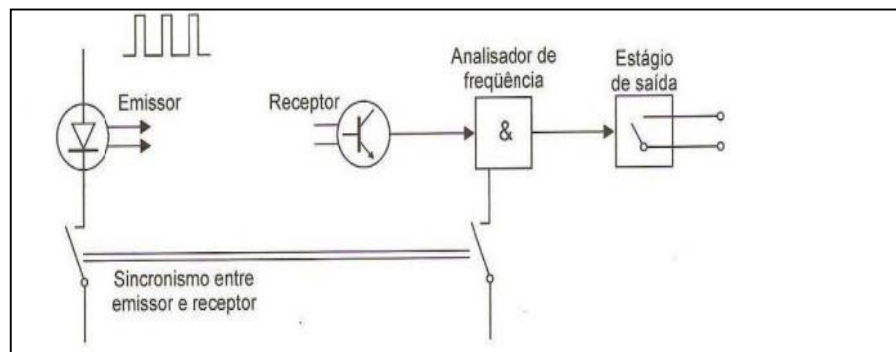 Emissor
Receptor
Analisador de
freqüência
&
Estágio
de saída
Sincronismo entre
emissor e receptor